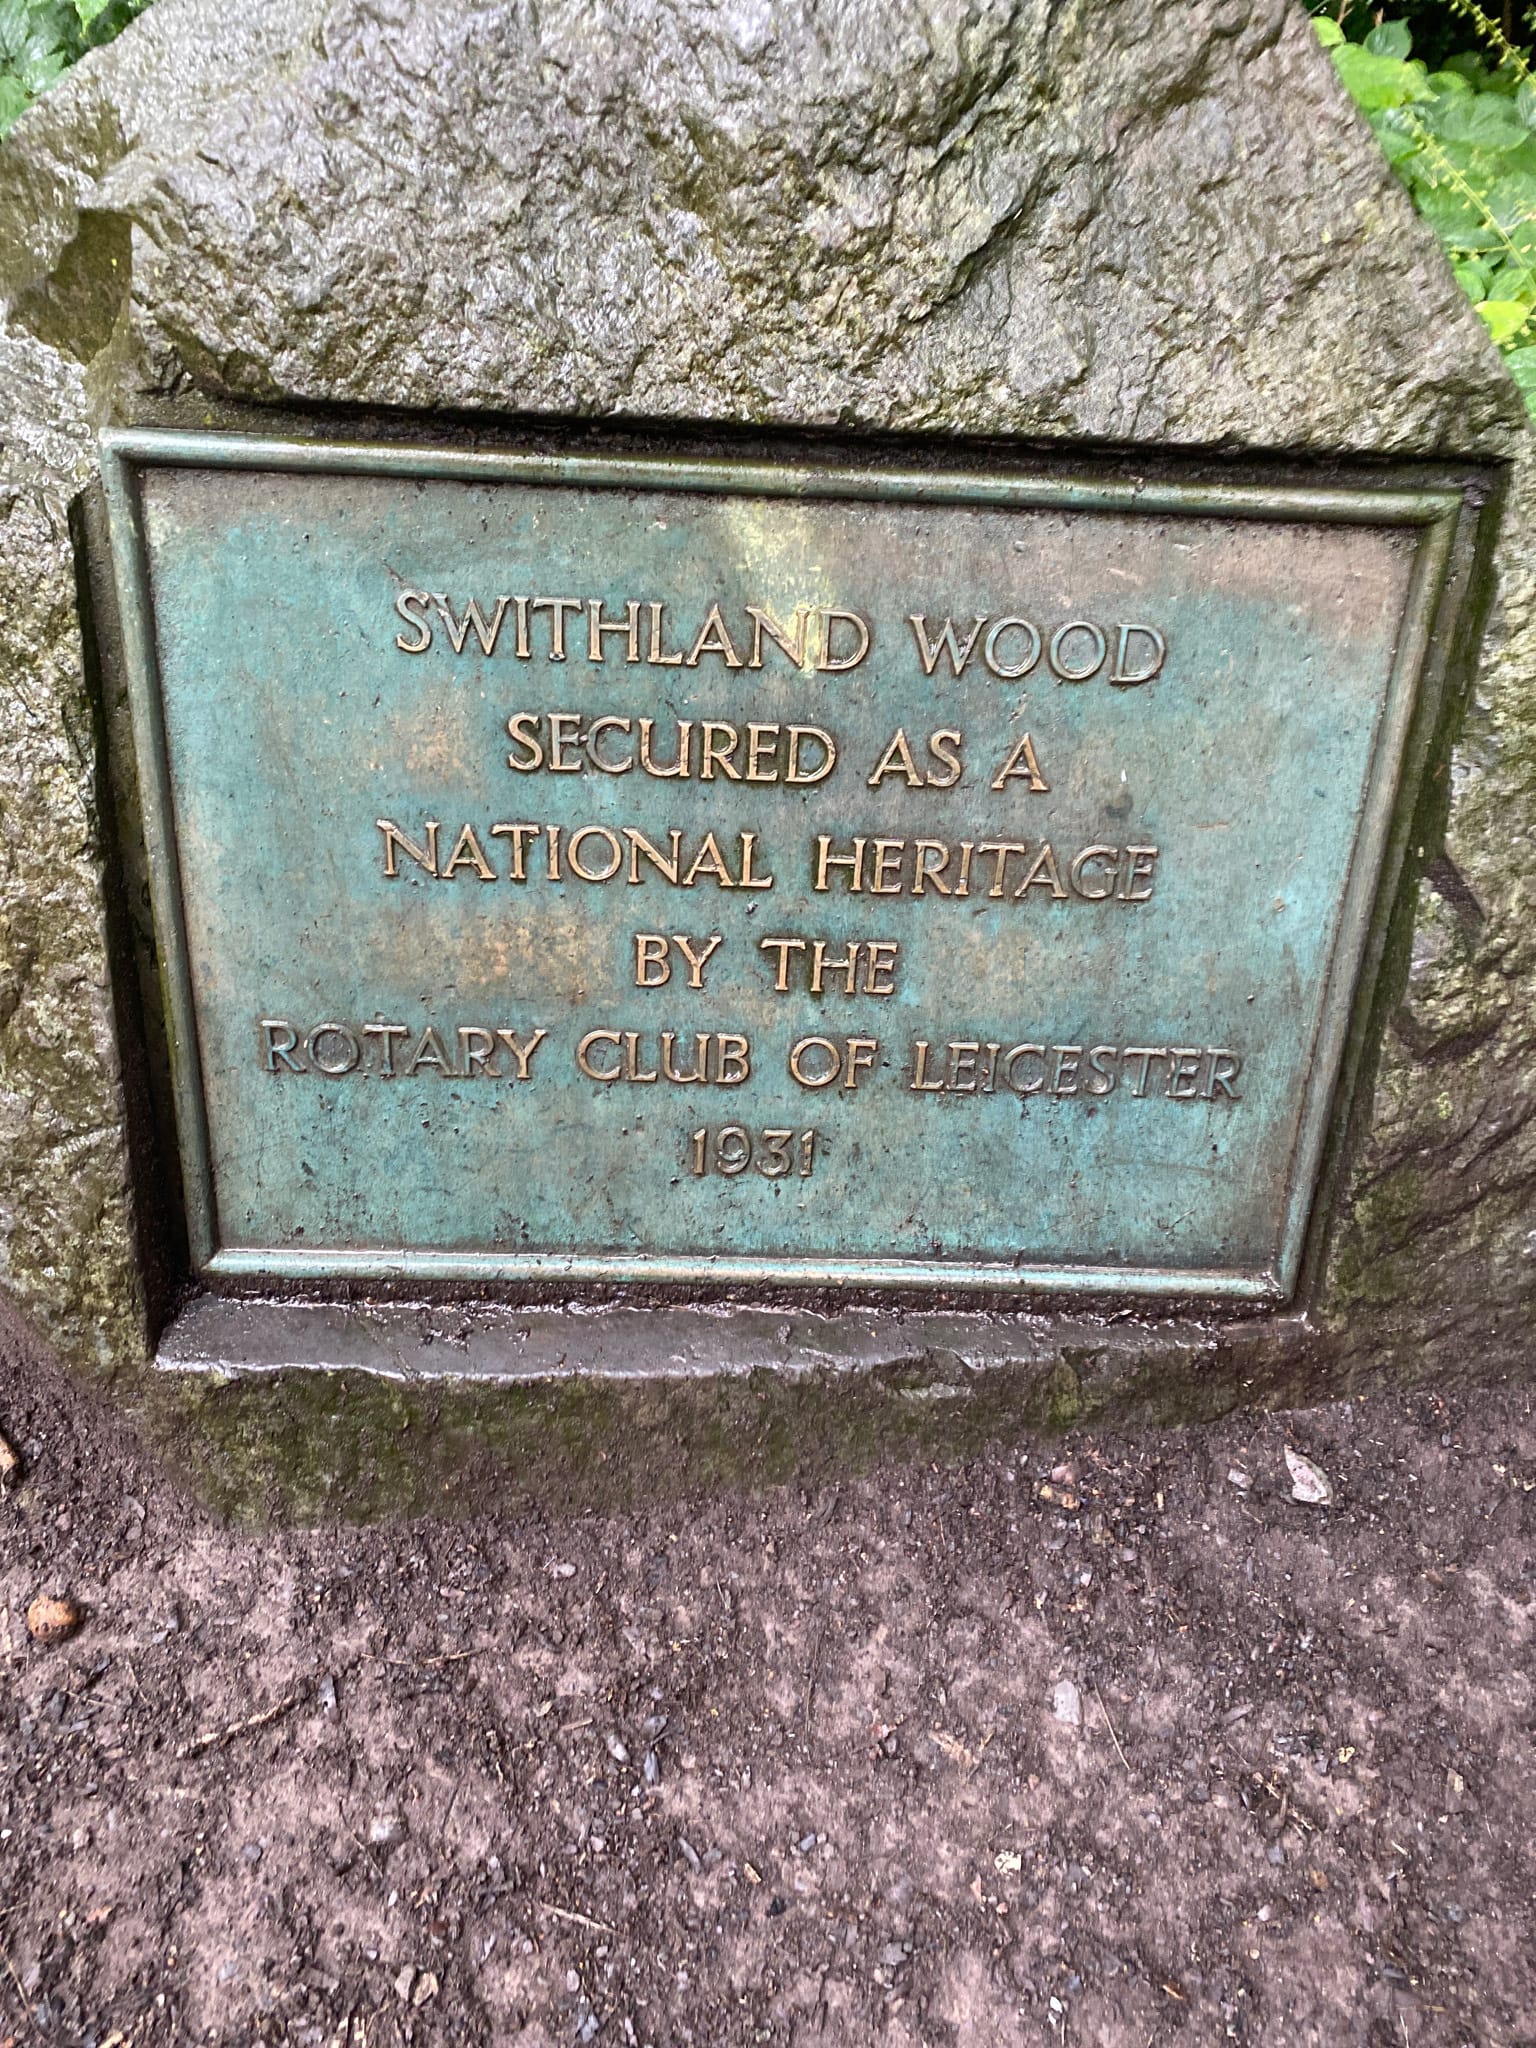 SWITHLAND WOOD
SECURED AS A
NATIONAL HERITAGE
BY THE
ROTARY CLUB OF LEICESTER
1931